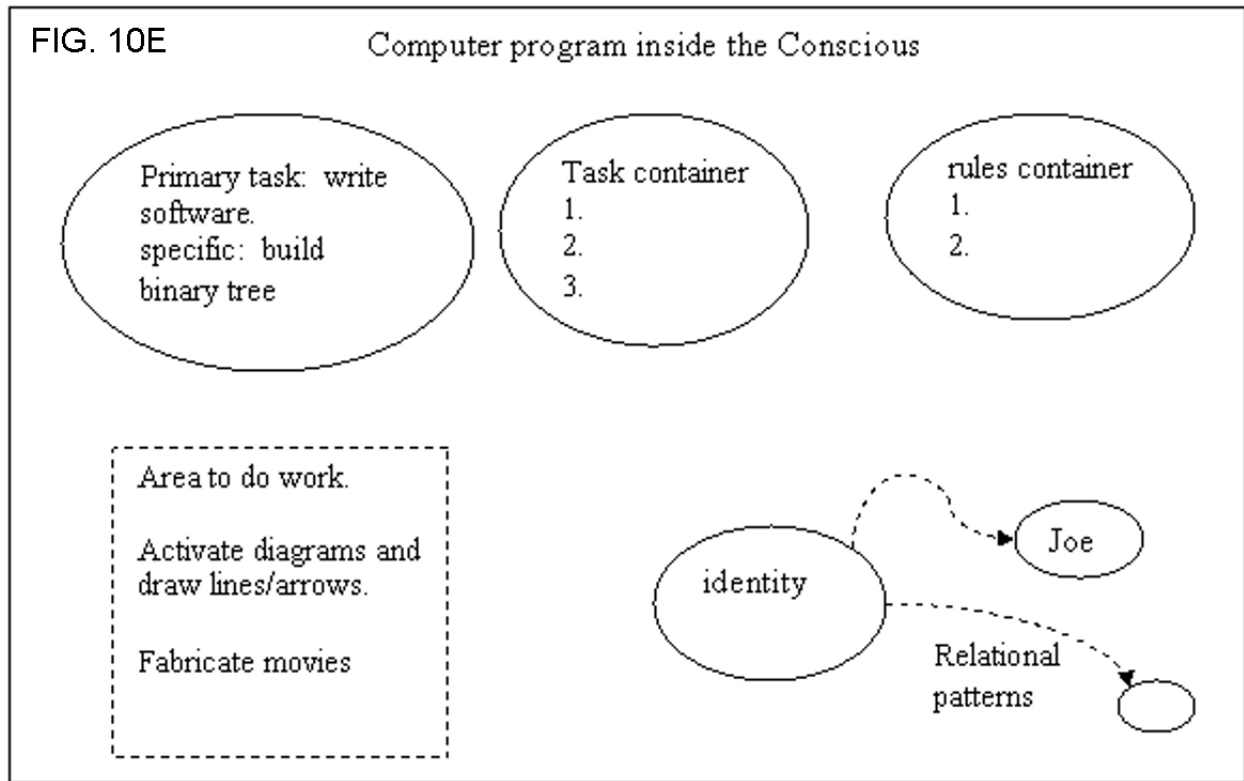 FIG. 10E
Computer program inside the Conscious
Primary task: write
software.
specific: build
binary tree
Task container
1.
2.
3.
rules container
1.
2.
Area to do work.
Activate diagrams and
draw lines/arrows.
Fabricate movies
identity
Joe
Relational
patterns